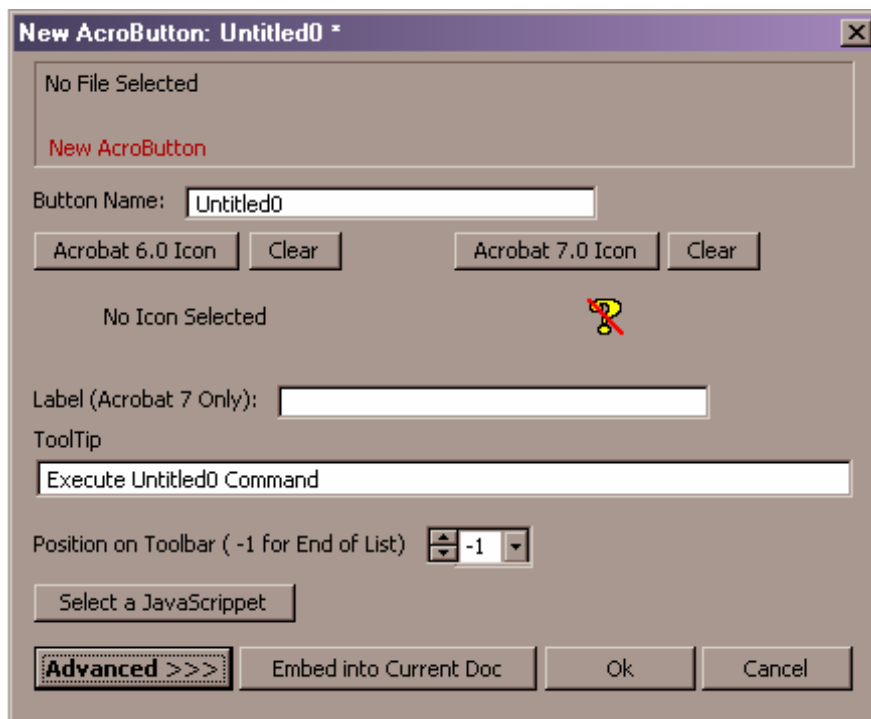 New AcroButton: Untitled0 *
No File Selected
New AcroButton
Button Name: Untitled0
Acrobat 6.0 Icon Clear Acrobat 7.0 Icon Clear
No Icon Selected
Label (Acrobat 7 Only):
ToolTip
Execute Untitled0 Command
Position on Toolbar ( -1 for End of List) -1
Select a JavaScrippet
Advanced >>> Embed into Current Doc Ok Cancel